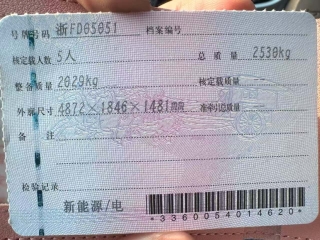 号牌号码 浙FD05051 档案编号
核定载人数 5人 总质量 2530kg
整备质量 2029kg 核定载质量
外廓尺寸 4872×1846×1481mm 准牵引总质量
备注
检验记录
新能源/电
*3360054014620*